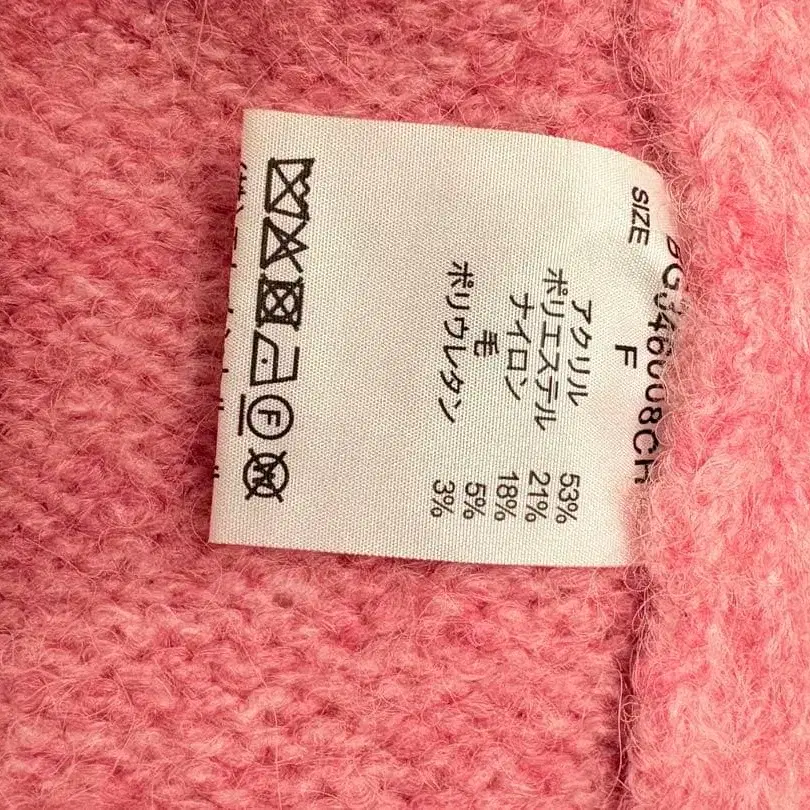 SIZE F
アクリル 53%
ポリエステル 21%
ナイロン 18%
毛 5%
ポリウレタン 3%
F
W